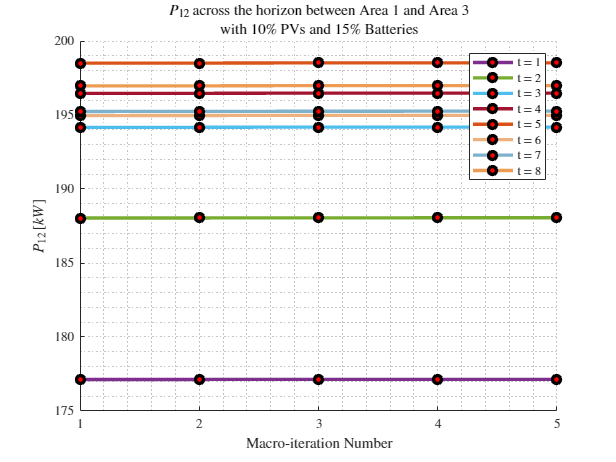 P12 across the horizon between Area 1 and Area 3
with 10% PVs and 15% Batteries
200
195
190
185
180
175
P12 [kW]
1
2
3
4
5
Macro-iteration Number
t = 1
t = 2
t = 3
t = 4
t = 5
t = 6
t = 7
t = 8